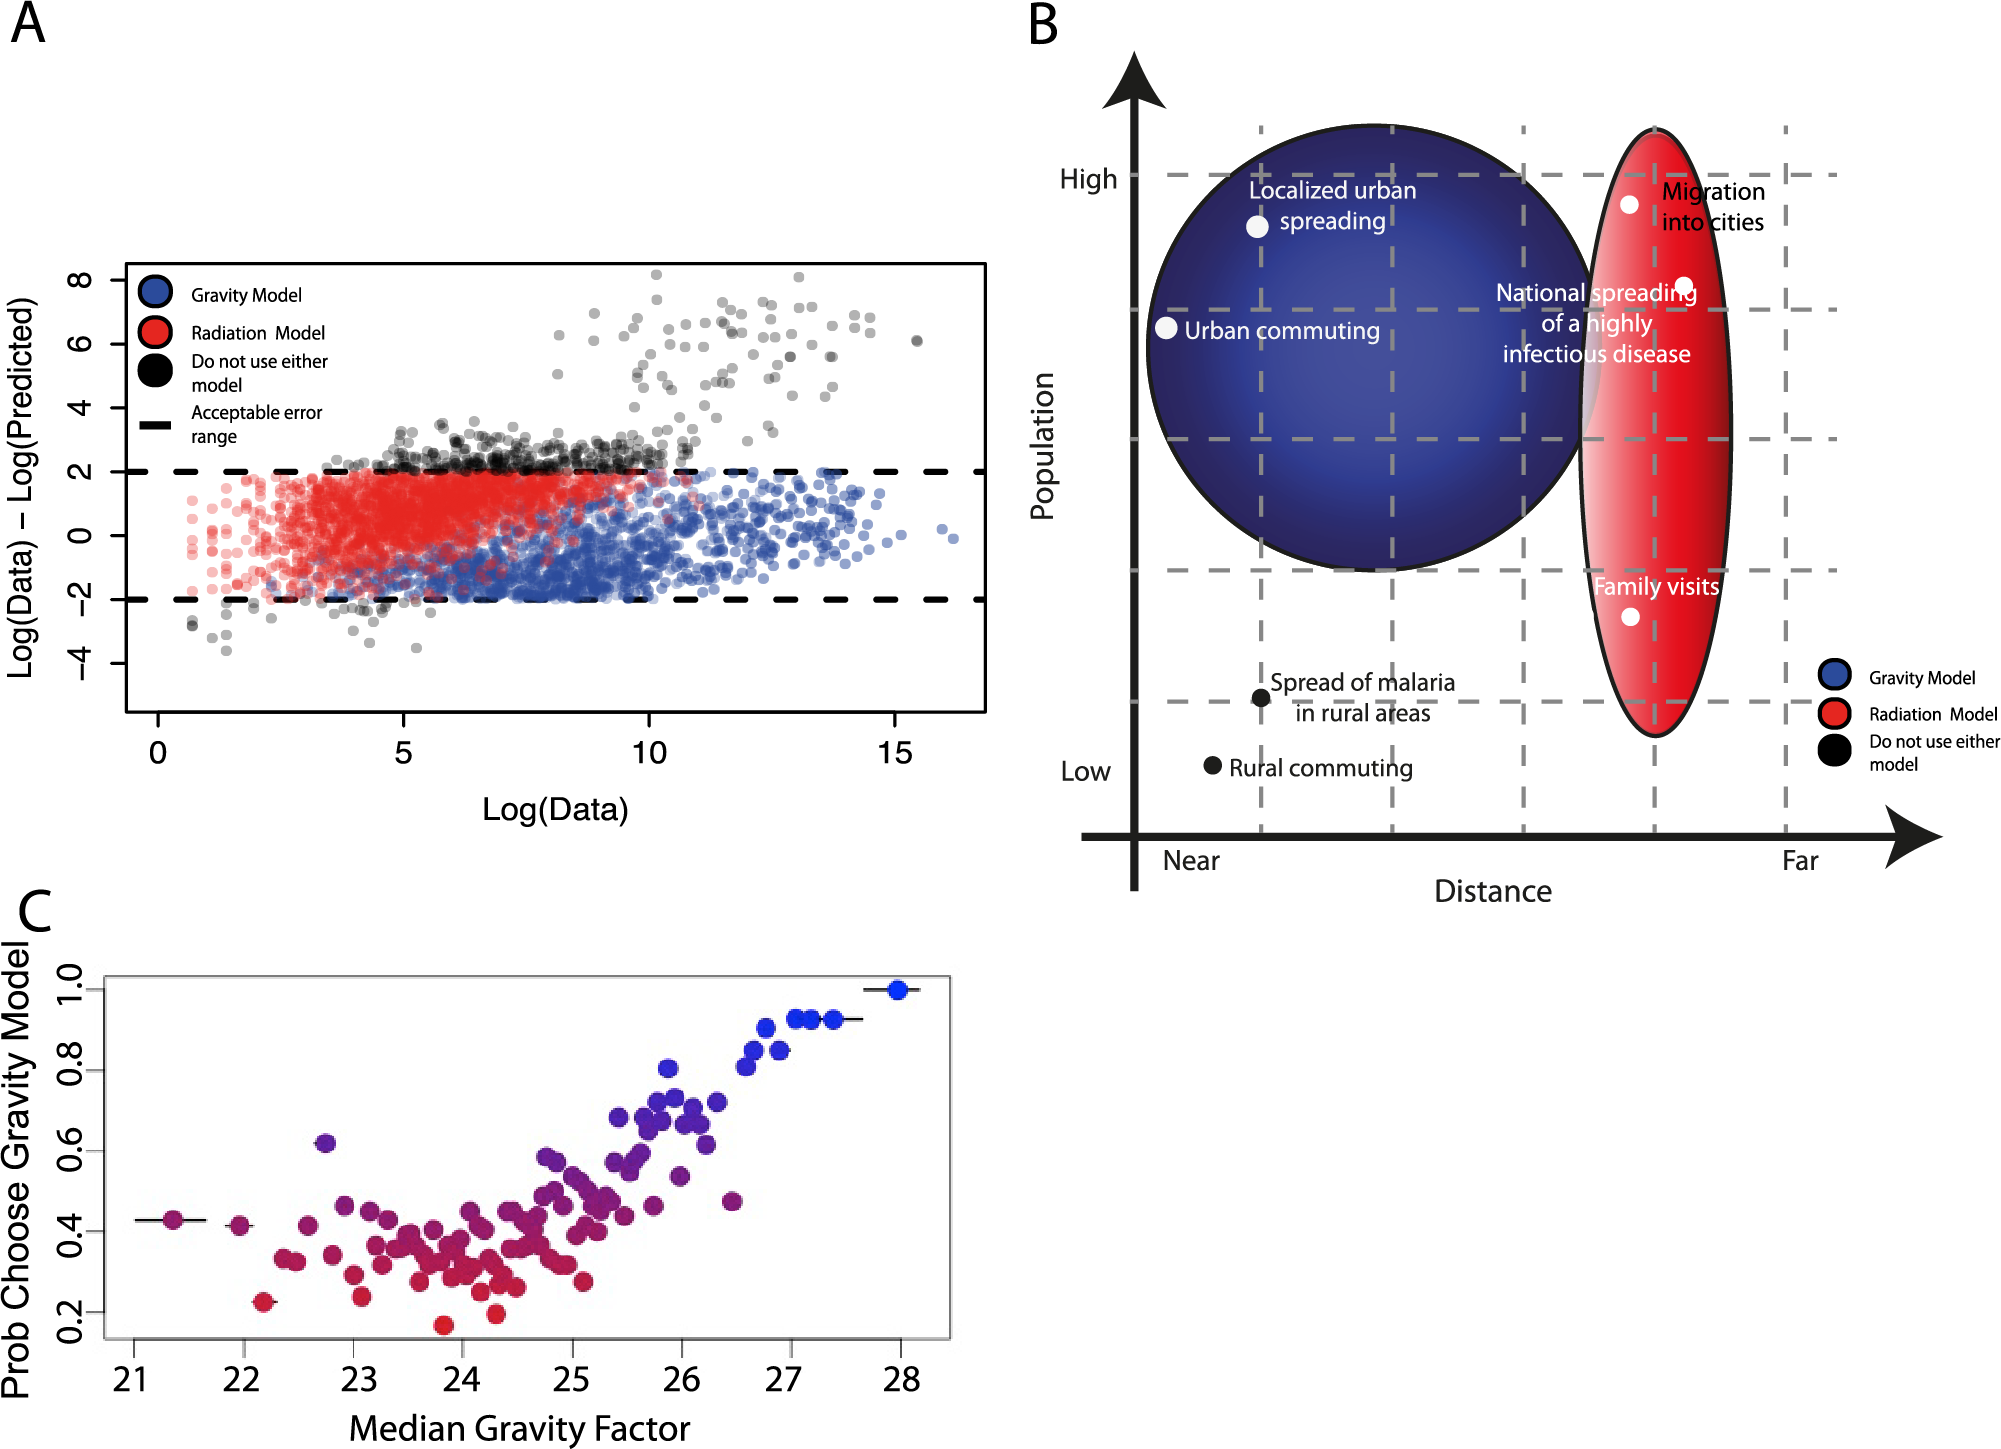 A
Log(Data) – Log(Predicted)
8
6
4
2
0
−2
−4
Gravity Model
Radiation Model
Do not use either
model
Acceptable error
range
0 5 10 15
Log(Data)
B
Population
High
Low
Localized urban
spreading
Urban commuting
Migration
into cities
National spreading
of a highly
infectious disease
Family visits
Spread of malaria
in rural areas
Rural commuting
Gravity Model
Radiation Model
Do not use either
model
Near Far
Distance
C
Prob Choose Gravity Model
1.0
0.8
0.6
0.4
0.2
21 22 23 24 25 26 27 28
Median Gravity Factor